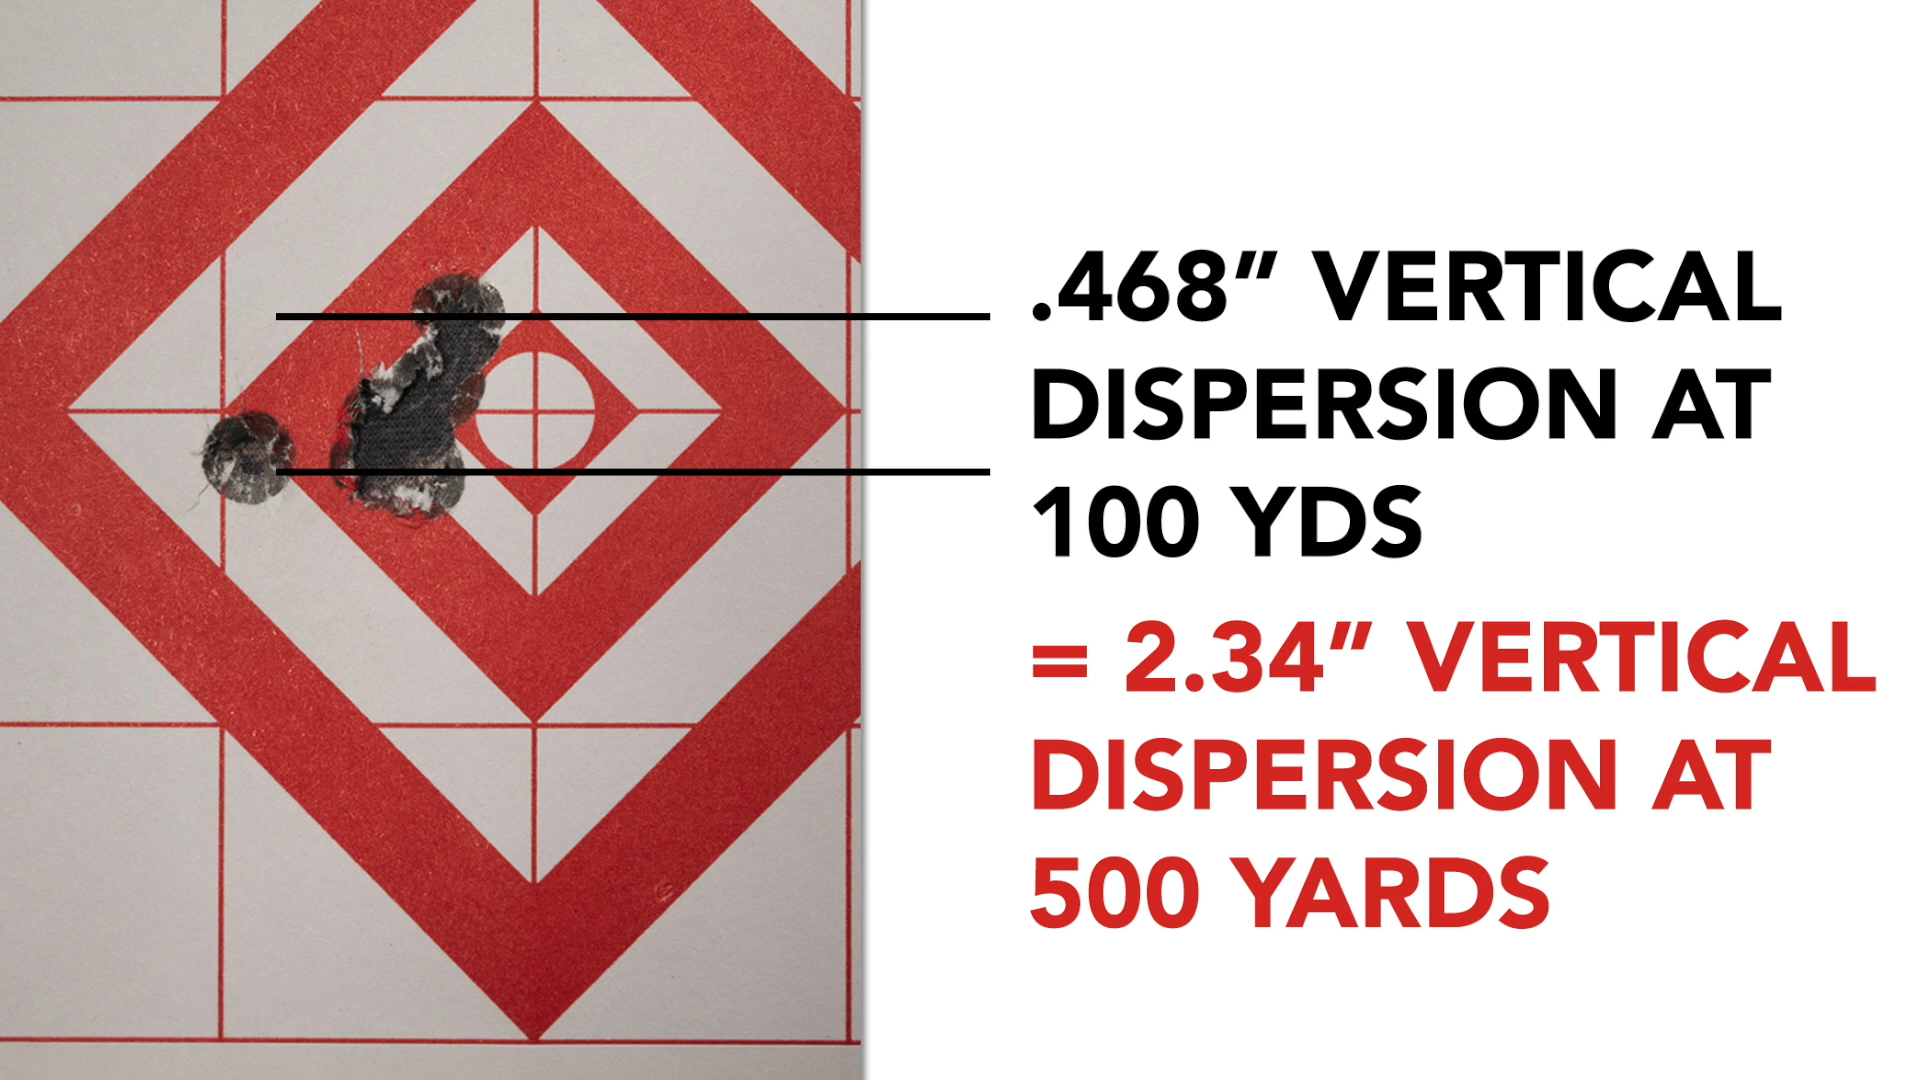 .468” VERTICAL
DISPERSION AT
100 YDS
= 2.34” VERTICAL
DISPERSION AT
500 YARDS